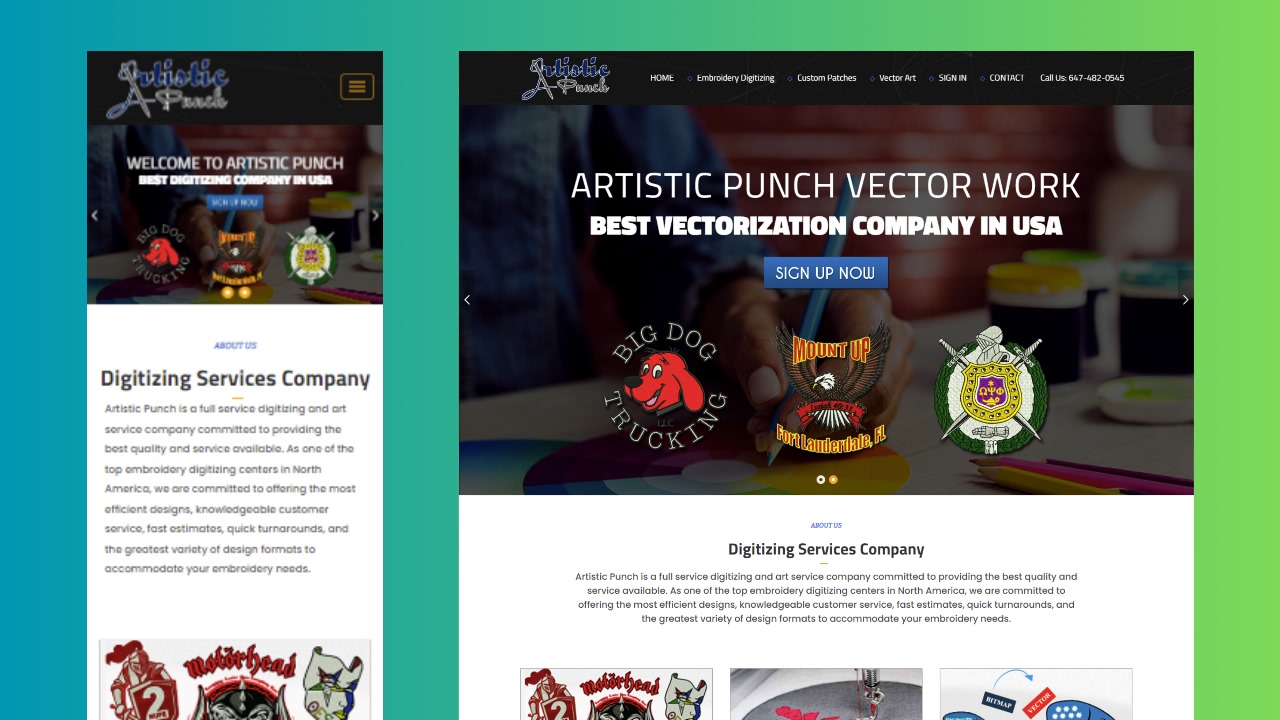 Artistic
Punch
WELCOME TO ARTISTIC PUNCH
BEST DIGITIZING COMPANY IN USA
SIGN UP NOW
BIG DOG
TRUCKING
MOUNT UP
ABOUT US
Digitizing Services Company
Artistic Punch is a full service digitizing and art
service company committed to providing the
best quality and service available. As one of the
top embroidery digitizing centers in North
America, we are committed to offering the most
efficient designs, knowledgeable customer
service, fast estimates, quick turnarounds, and
the greatest variety of design formats to
accommodate your embroidery needs.
Motörhead
2
Artistic
Punch
HOME Embroidery Digitizing Custom Patches Vector Art SIGN IN CONTACT Call Us: 647-482-0545
ARTISTIC PUNCH VECTOR WORK
BEST VECTORIZATION COMPANY IN USA
SIGN UP NOW
BIG DOG
LLC
TRUCKING
MOUNT UP
Fort Lauderdale, FL
ΩΨΦ
ABOUT US
Digitizing Services Company
Artistic Punch is a full service digitizing and art service company committed to providing the best quality and
service available. As one of the top embroidery digitizing centers in North America, we are committed to
offering the most efficient designs, knowledgeable customer service, fast estimates, quick turnarounds, and
the greatest variety of design formats to accommodate your embroidery needs.
Motörhead
2
BITMAP
VECTOR